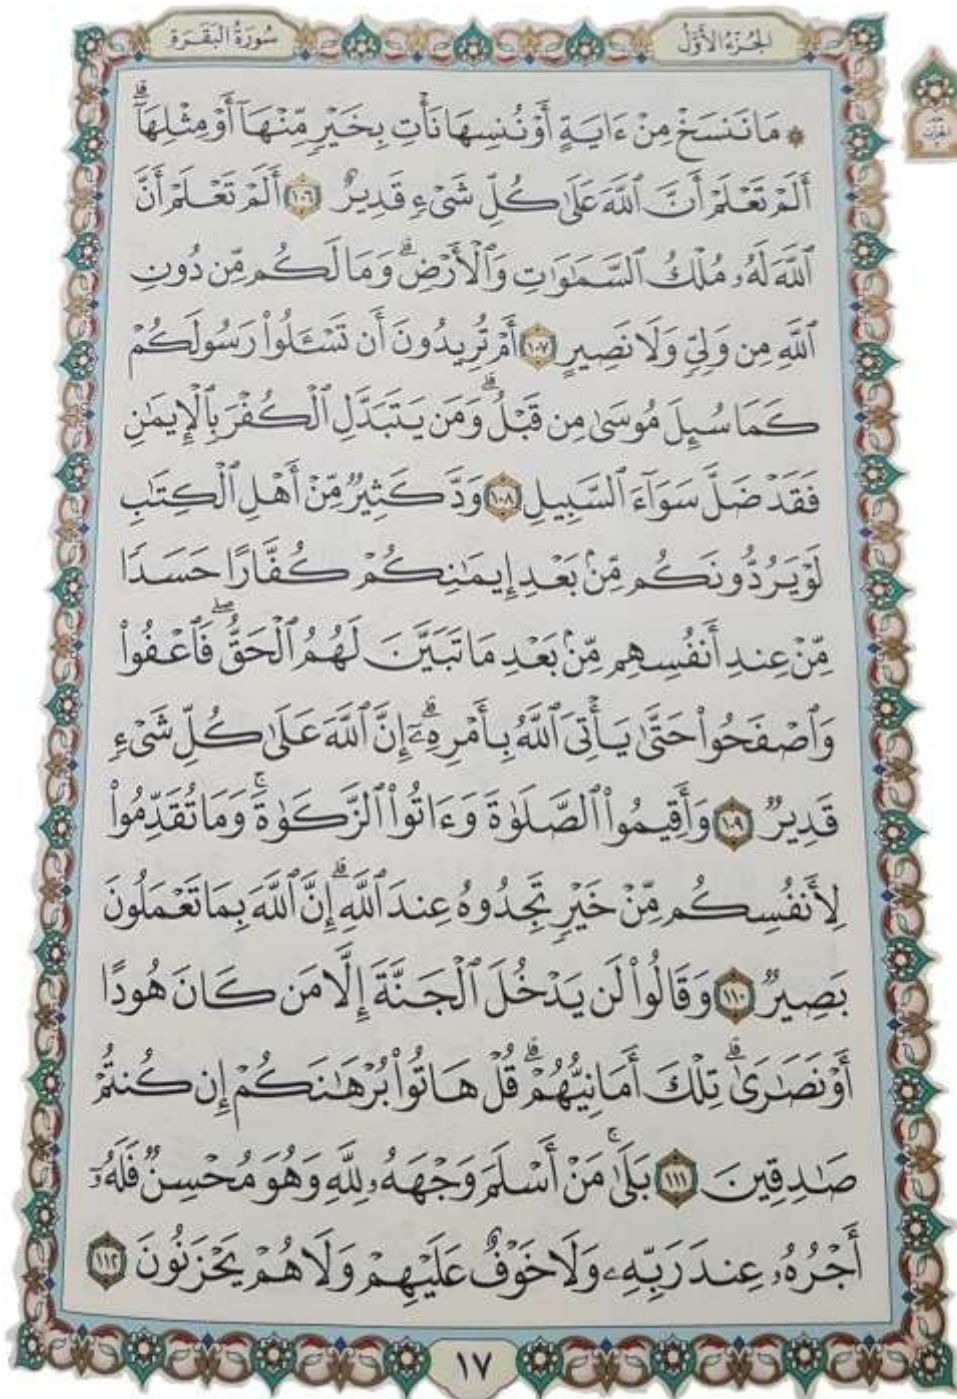 الجُزْءُ الأَوَّلُ
سُورَةُ البَقَرَةِ
۞ مَا نَنسَخْ مِنْ ءَايَةٍ أَوْ نُنسِهَا نَأْتِ بِخَيْرٍ مِّنْهَآ أَوْ مِثْلِهَآۗ
أَلَمْ تَعْلَمْ أَنَّ ٱللَّهَ عَلَىٰ كُلِّ شَىْءٍ قَدِيرٌ ١٠٦ أَلَمْ تَعْلَمْ أَنَّ
ٱللَّهَ لَهُۥ مُلْكُ ٱلسَّمَٰوَٰتِ وَٱلْأَرْضِۗ وَمَا لَكُم مِّن دُونِ
ٱللَّهِ مِن وَلِىٍّ وَلَا نَصِيرٍ ١٠٧ أَمْ تُرِيدُونَ أَن تَسْـَٔلُوا۟ رَسُولَكُمْ
كَمَا سُئِلَ مُوسَىٰ مِن قَبْلُۗ وَمَن يَتَبَدَّلِ ٱلْكُفْرَ بِٱلْإِيمَٰنِ
فَقَدْ ضَلَّ سَوَآءَ ٱلسَّبِيلِ ١٠٨ وَدَّ كَثِيرٌ مِّنْ أَهْلِ ٱلْكِتَٰبِ
لَوْ يَرُدُّونَكُم مِّنۢ بَعْدِ إِيمَٰنِكُمْ كُفَّارًا حَسَدًا
مِّنْ عِندِ أَنفُسِهِم مِّنۢ بَعْدِ مَا تَبَيَّنَ لَهُمُ ٱلْحَقُّۖ فَٱعْفُوا۟
وَٱصْفَحُوا۟ حَتَّىٰ يَأْتِىَ ٱللَّهُ بِأَمْرِهِۦٓۗ إِنَّ ٱللَّهَ عَلَىٰ كُلِّ شَىْءٍ
قَدِيرٌ ١٠٩ وَأَقِيمُوا۟ ٱلصَّلَوٰةَ وَءَاتُوا۟ ٱلزَّكَوٰةَۚ وَمَا تُقَدِّمُوا۟
لِأَنفُسِكُم مِّنْ خَيْرٍ تَجِدُوهُ عِندَ ٱللَّهِۗ إِنَّ ٱللَّهَ بِمَا تَعْمَلُونَ
بَصِيرٌ ١١٠ وَقَالُوا۟ لَن يَدْخُلَ ٱلْجَنَّةَ إِلَّا مَن كَانَ هُودًا
أَوْ نَصَٰرَىٰۗ تِلْكَ أَمَانِيُّهُمْۗ قُلْ هَاتُوا۟ بُرْهَٰنَكُمْ إِن كُنتُمْ
صَٰدِقِينَ ١١١ بَلَىٰۚ مَنْ أَسْلَمَ وَجْهَهُۥ لِلَّهِ وَهُوَ مُحْسِنٌ فَلَهُۥٓ
أَجْرُهُۥ عِندَ رَبِّهِۦ وَلَا خَوْفٌ عَلَيْهِمْ وَلَا هُمْ يَحْزَنُونَ ١١٢
١٧